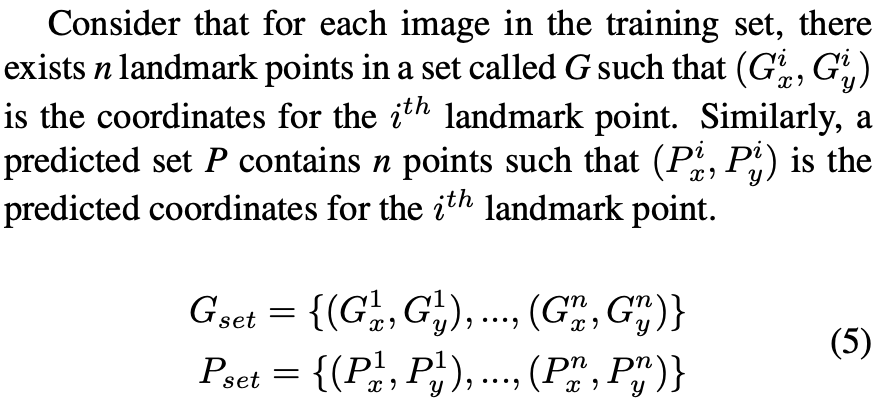 Consider that for each image in the training set, there
exists n landmark points in a set called G such that $(G_x^i, G_y^i)$
is the coordinates for the $i^{th}$ landmark point. Similarly, a
predicted set P contains n points such that $(P_x^i, P_y^i)$ is the
predicted coordinates for the $i^{th}$ landmark point.
$G_{set} = \{(G_x^1, G_y^1), ..., (G_x^n, G_y^n)\}$
$P_{set} = \{(P_x^1, P_y^1), ..., (P_x^n, P_y^n)\}$
(5)